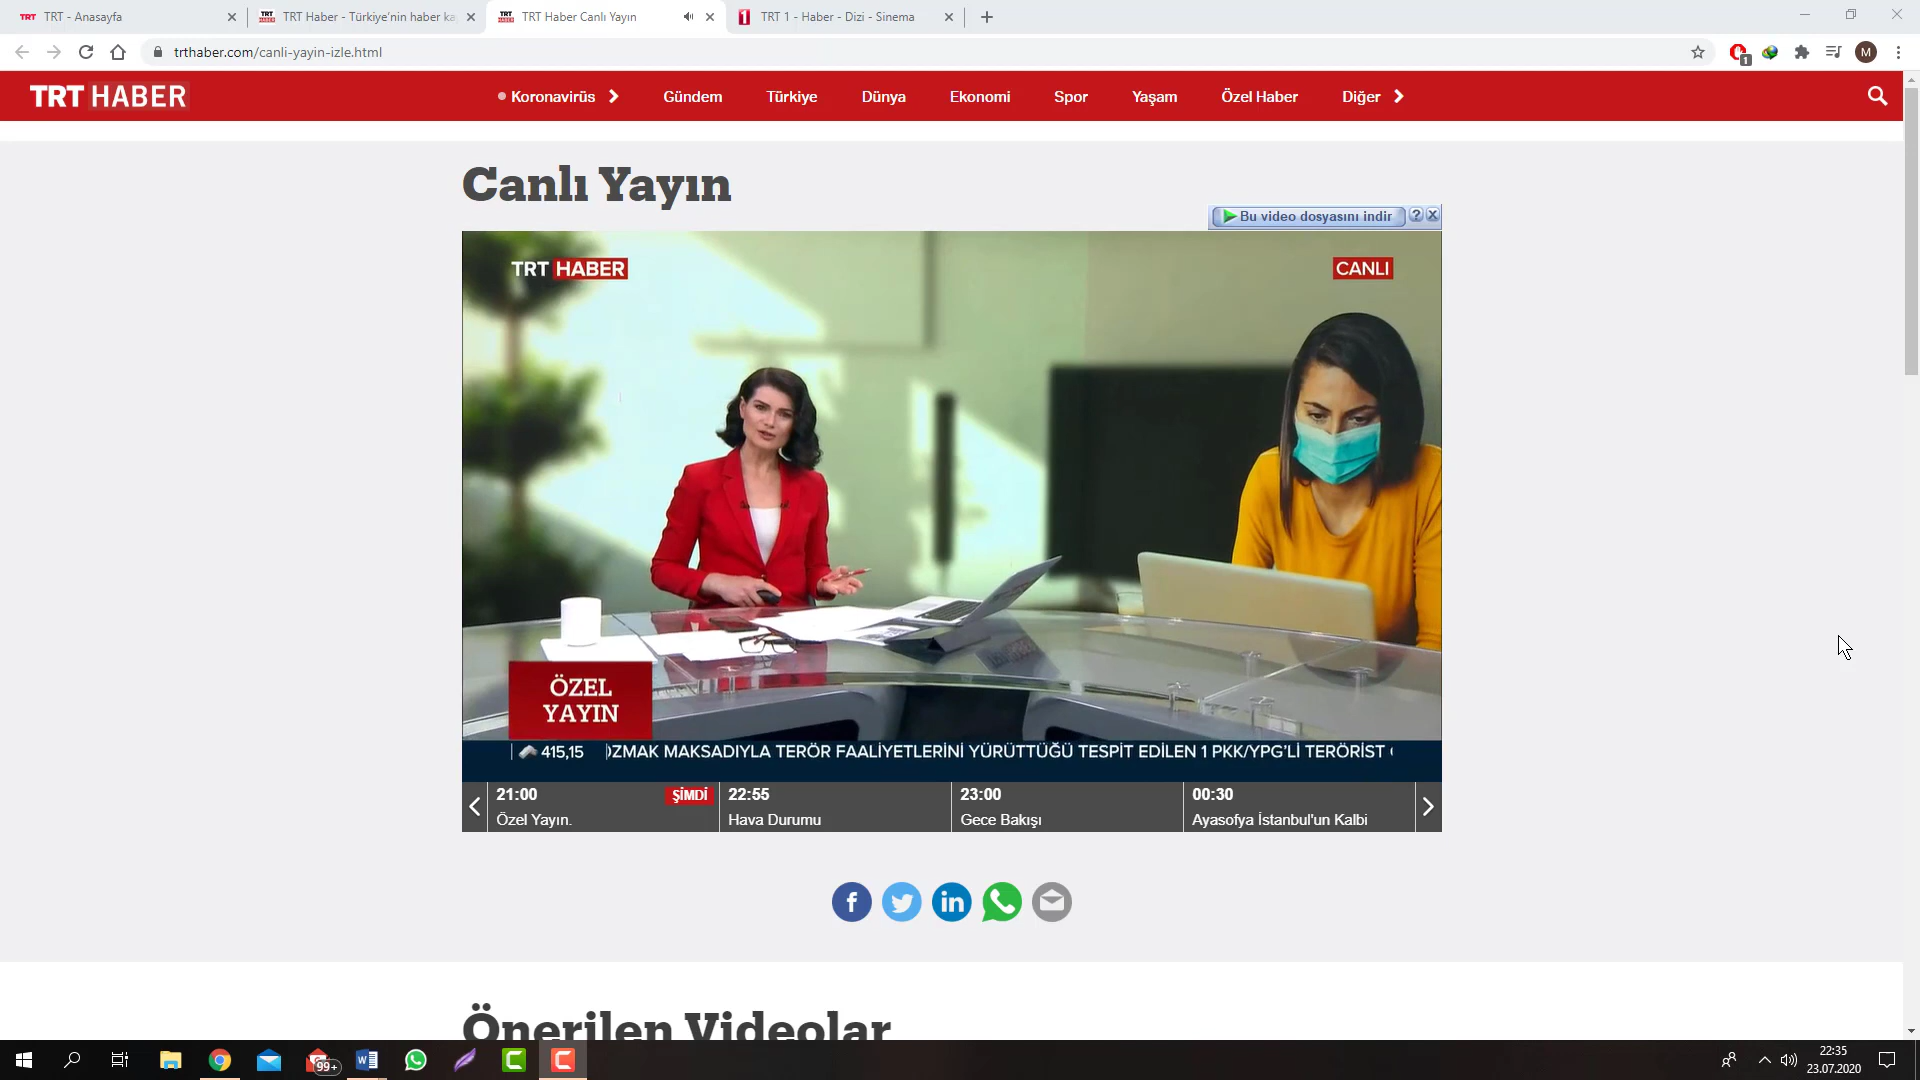 TRT - Anasayfa
TRT Haber - Türkiye'nin haber ka
TRT Haber Canlı Yayın
TRT 1 - Haber - Dizi - Sinema
trthaber.com/canli-yayin-izle.html
1
M
TRT HABER
Koronavirüs
Gündem
Türkiye
Dünya
Ekonomi
Spor
Yaşam
Özel Haber
Diğer
Canlı Yayın
Bu video dosyasını indir
TRT HABER
CANLI
ÖZEL
YAYIN
415,15
OZMAK MAKSADIYLA TERÖR FAALİYETLERİNİ YÜRÜTTÜĞÜ TESPİT EDİLEN 1 PKK/YPG'Lİ TERÖRİST
21:00 ŞİMDİ
Özel Yayın.
22:55
Hava Durumu
23:00
Gece Bakışı
00:30
Ayasofya İstanbul'un Kalbi
Önerilen Videolar
99+
22:35
23.07.2020